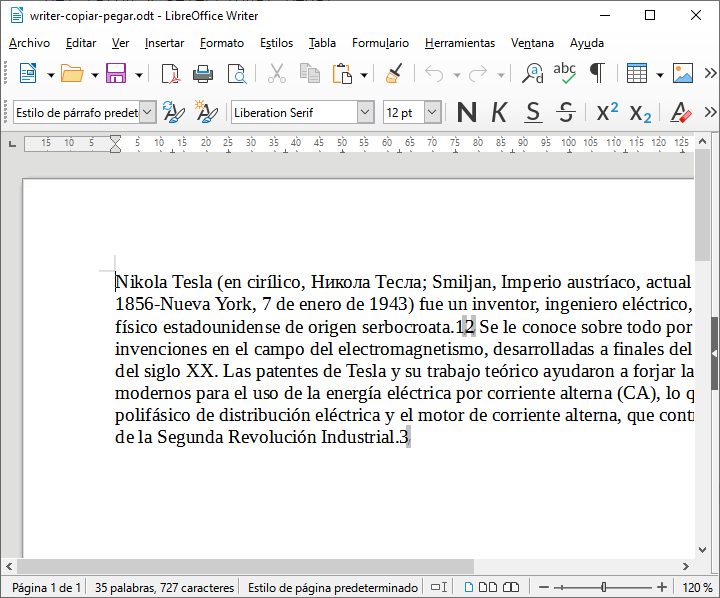 writer-copiar-pegar.odt - LibreOffice Writer
Archivo Editar Ver Insertar Formato Estilos Tabla Formulario Herramientas Ventana Ayuda
abc
Estilo de párrafo predet Liberation Serif 12 pt N K S S X2 X2 A
15 10 5 5 10 15 20 25 30 35 40 45 50 55 60 65 70 75 80 85 90 95 100 105 110 115 120 125
Nikola Tesla (en cirílico, Никола Тесла; Smiljan, Imperio austríaco, actual
1856-Nueva York, 7 de enero de 1943) fue un inventor, ingeniero eléctrico,
físico estadounidense de origen serbocroata.12 Se le conoce sobre todo por
invenciones en el campo del electromagnetismo, desarrolladas a finales del
del siglo XX. Las patentes de Tesla y su trabajo teórico ayudaron a forjar la
modernos para el uso de la energía eléctrica por corriente alterna (CA), lo q
polifásico de distribución eléctrica y el motor de corriente alterna, que cont
de la Segunda Revolución Industrial.3
Página 1 de 1 35 palabras, 727 caracteres Estilo de página predeterminado 120 %